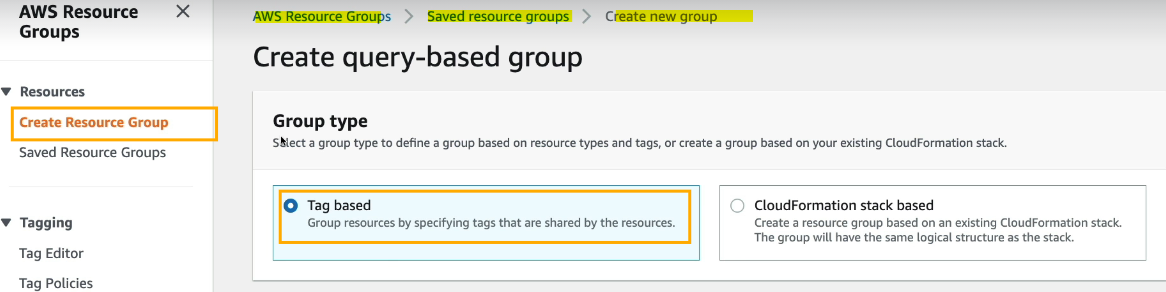 AWS Resource
Groups
Resources
Create Resource Group
Saved Resource Groups
Tagging
Tag Editor
Tag Policies
AWS Resource Groups > Saved resource groups > Create new group
Create query-based group
Group type
Select a group type to define a group based on resource types and tags, or create a group based on your existing CloudFormation stack.
Tag based
Group resources by specifying tags that are shared by the resources.
CloudFormation stack based
Create a resource group based on an existing CloudFormation stack.
The group will have the same logical structure as the stack.